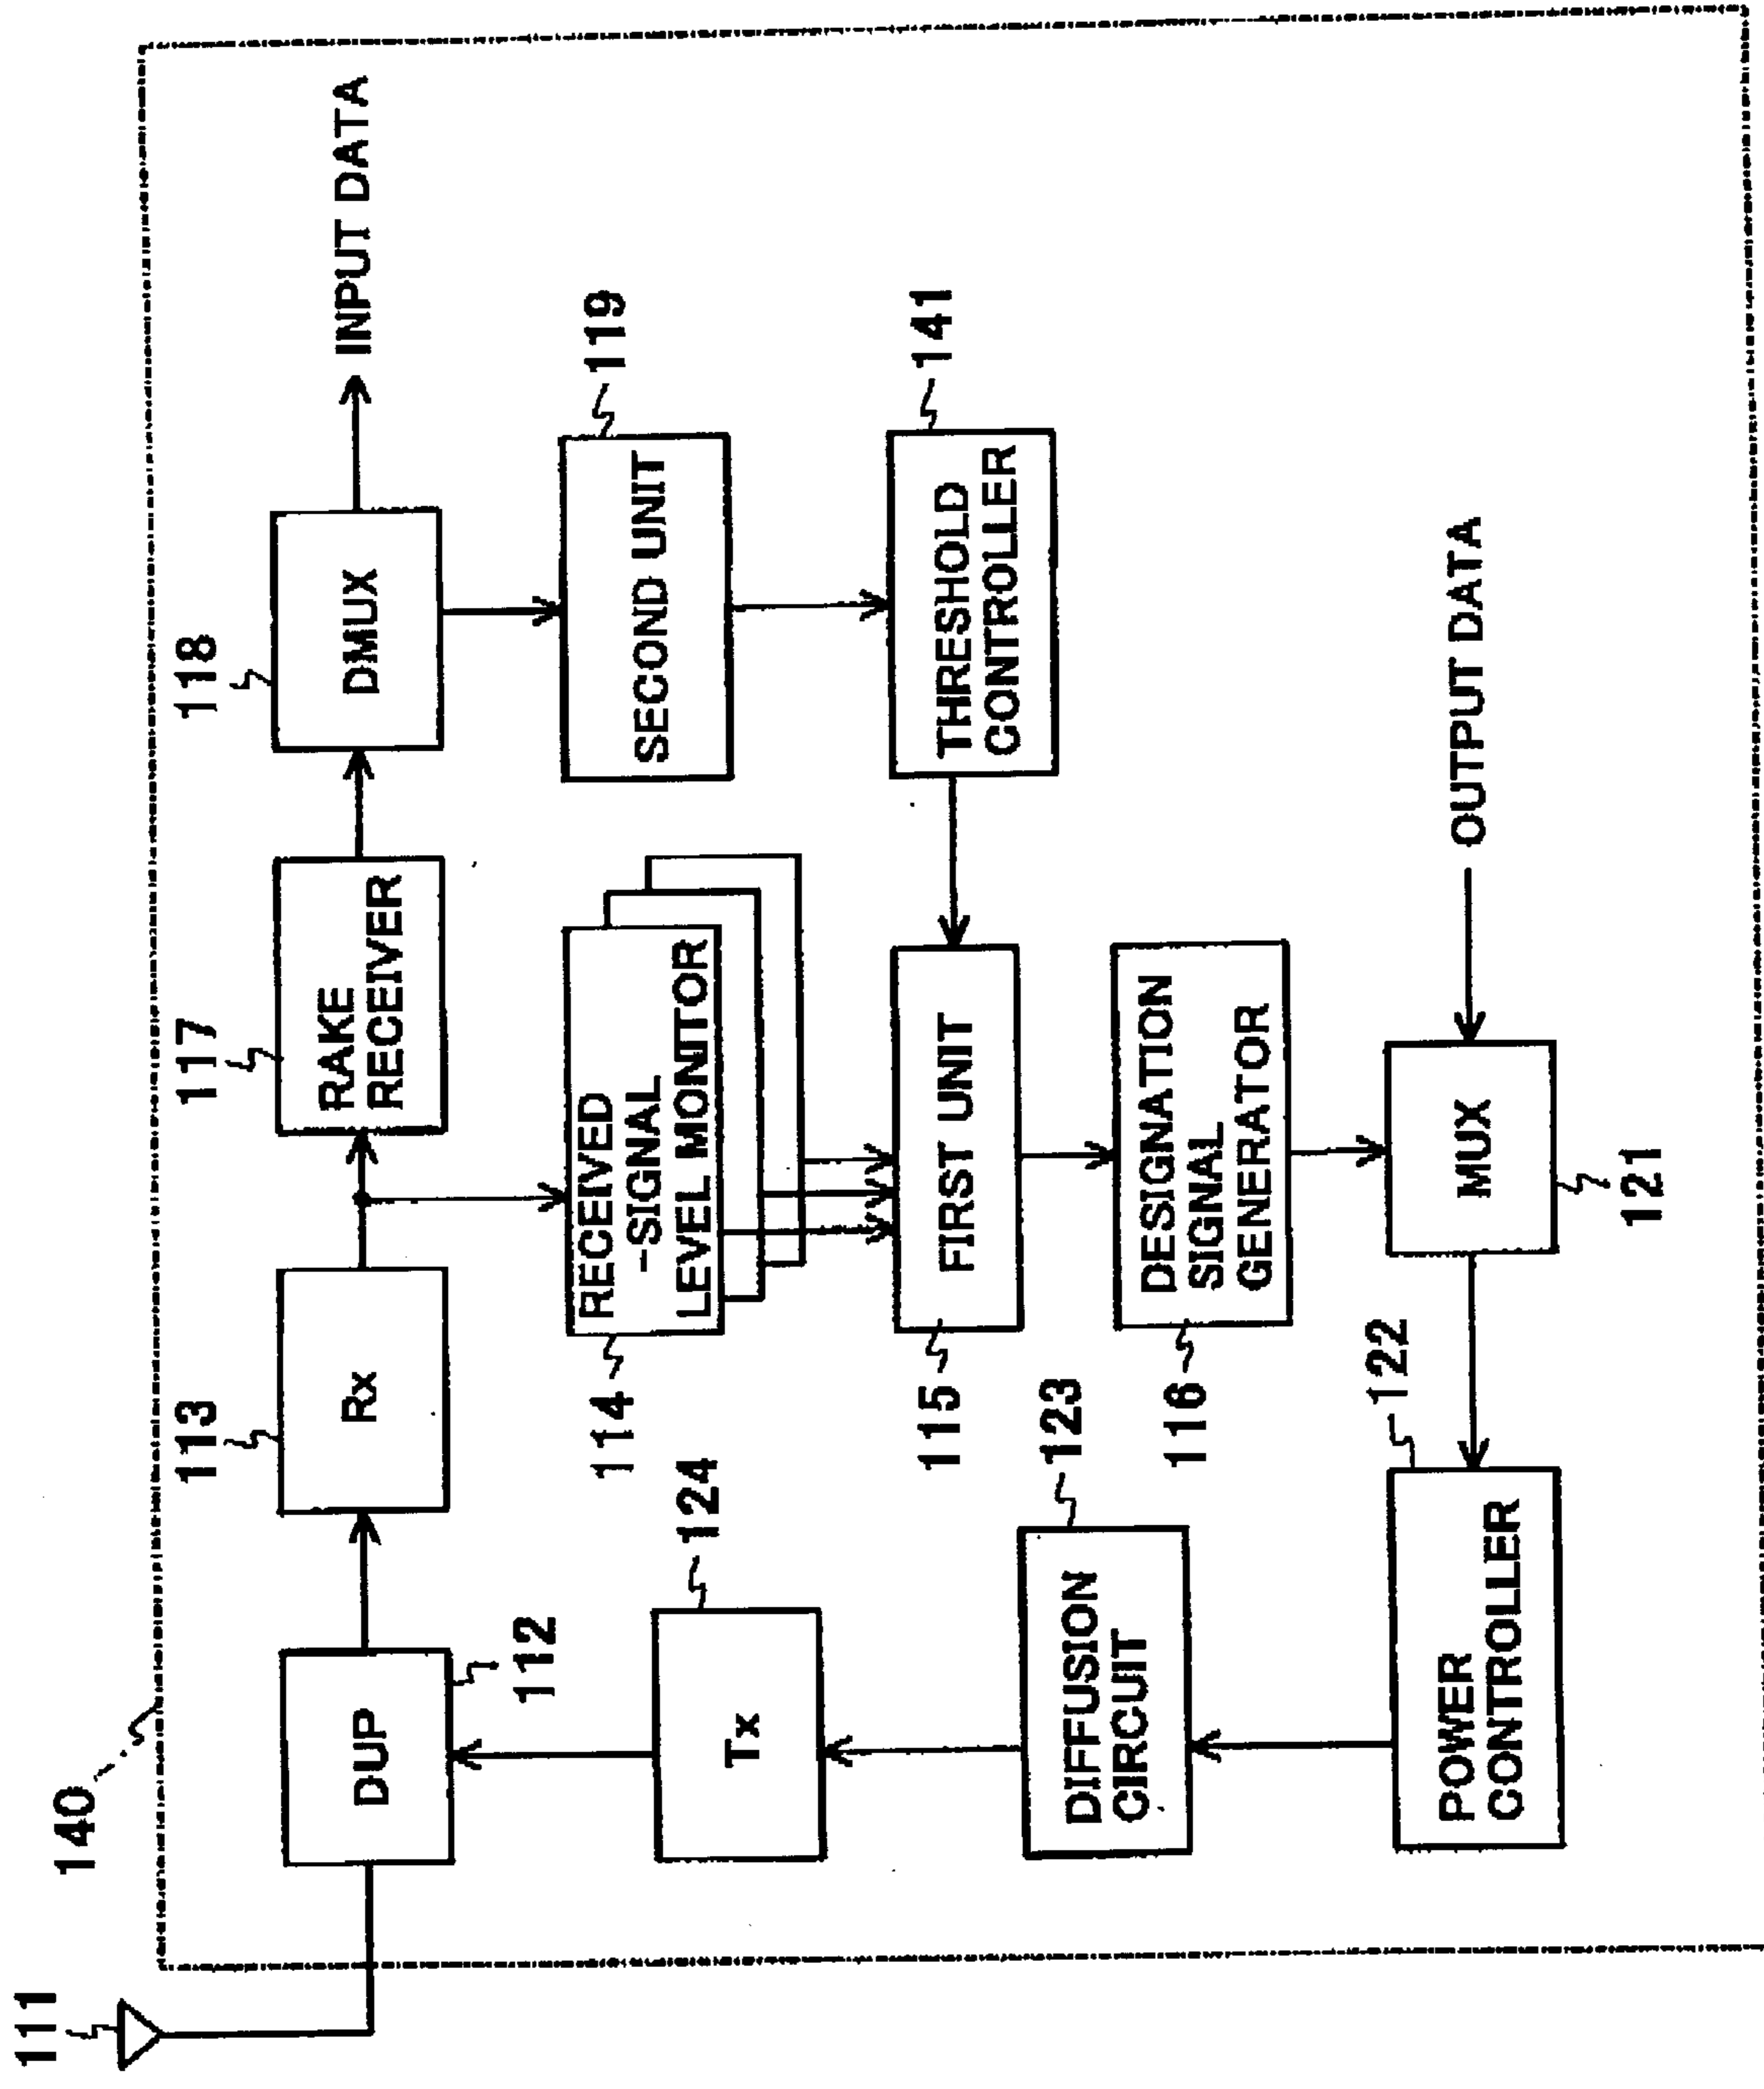 140
111
112
DUP
113
Rx
117
RAKE
RECEIVER
118
DMUX
INPUT DATA
124
Tx
114
RECEIVED
-SIGNAL
LEVEL MONITOR
119
SECOND UNIT
123
DIFFUSION
CIRCUIT
115
FIRST UNIT
141
THRESHOLD
CONTROLLER
116
DESIGNATION
SIGNAL
GENERATOR
122
POWER
CONTROLLER
MUX
121
OUTPUT DATA